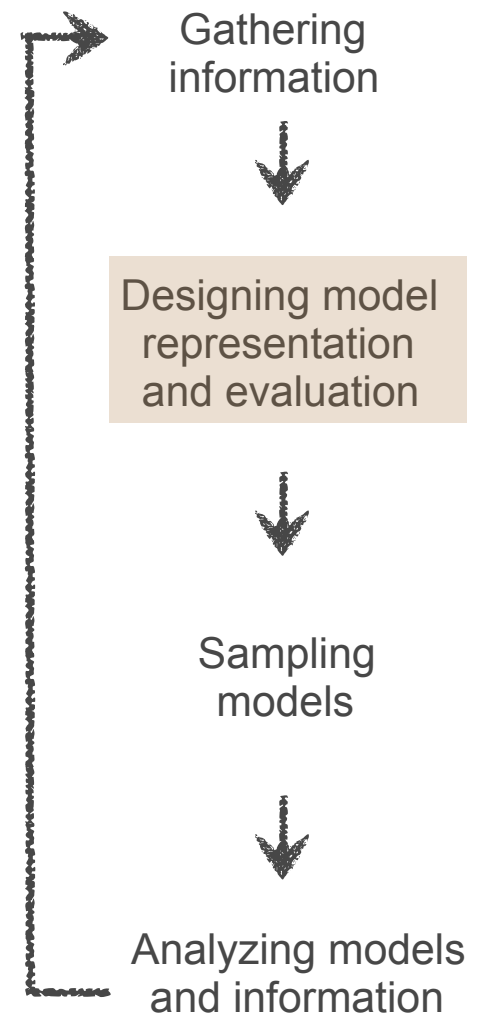 Gathering
information
Designing model
representation
and evaluation
Sampling
models
Analyzing models
and information